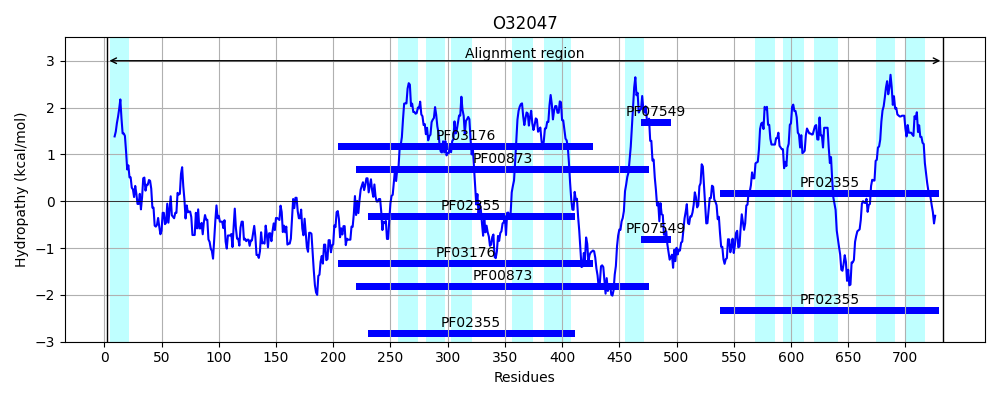 O32047
Alignment region
PF07549
PF03176
PF00873
PF02355
PF02355
PF07549
PF03176
PF00873
PF02355
PF02355
3
2
1
0
−1
−2
−3
Hydropathy (kcal/mol)
0 50 100 150 200 250 300 350 400 450 500 550 600 650 700
Residues